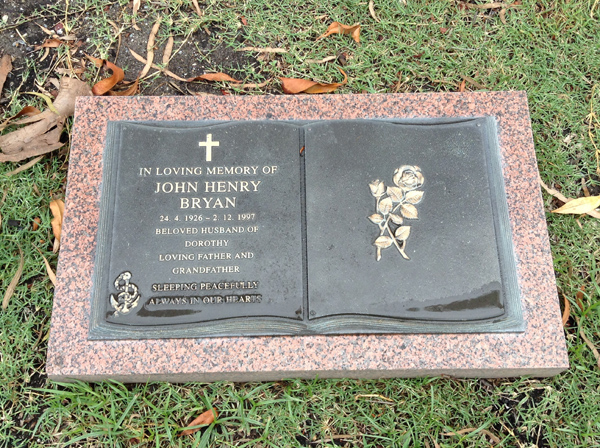 IN LOVING MEMORY OF
JOHN HENRY
BRYAN
24. 4. 1926 ~ 2. 12. 1997
BELOVED HUSBAND OF
DOROTHY
LOVING FATHER AND
GRANDFATHER
SLEEPING PEACEFULLY
ALWAYS IN OUR HEARTS